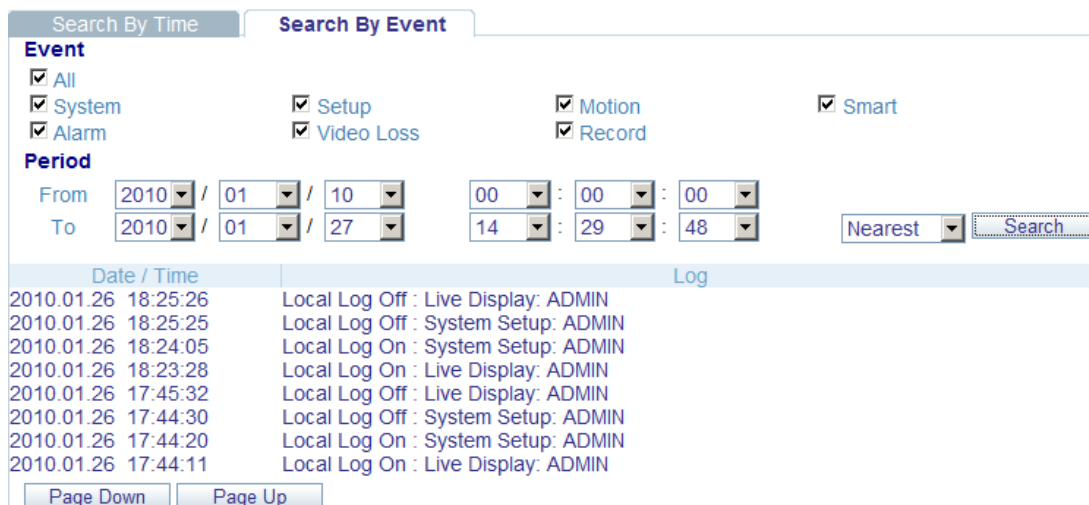 Search By Time Search By Event
Event
All
System Setup Motion Smart
Alarm Video Loss Record
Period
From 2010 / 01 / 10 00 : 00 : 00
To 2010 / 01 / 27 14 : 29 : 48 Nearest Search
Date / Time Log
2010.01.26 18:25:26 Local Log Off : Live Display: ADMIN
2010.01.26 18:25:25 Local Log Off : System Setup: ADMIN
2010.01.26 18:24:05 Local Log On : System Setup: ADMIN
2010.01.26 18:23:28 Local Log On : Live Display: ADMIN
2010.01.26 17:45:32 Local Log Off : Live Display: ADMIN
2010.01.26 17:44:30 Local Log Off : System Setup: ADMIN
2010.01.26 17:44:20 Local Log On : System Setup: ADMIN
2010.01.26 17:44:11 Local Log On : Live Display: ADMIN
Page Down Page Up